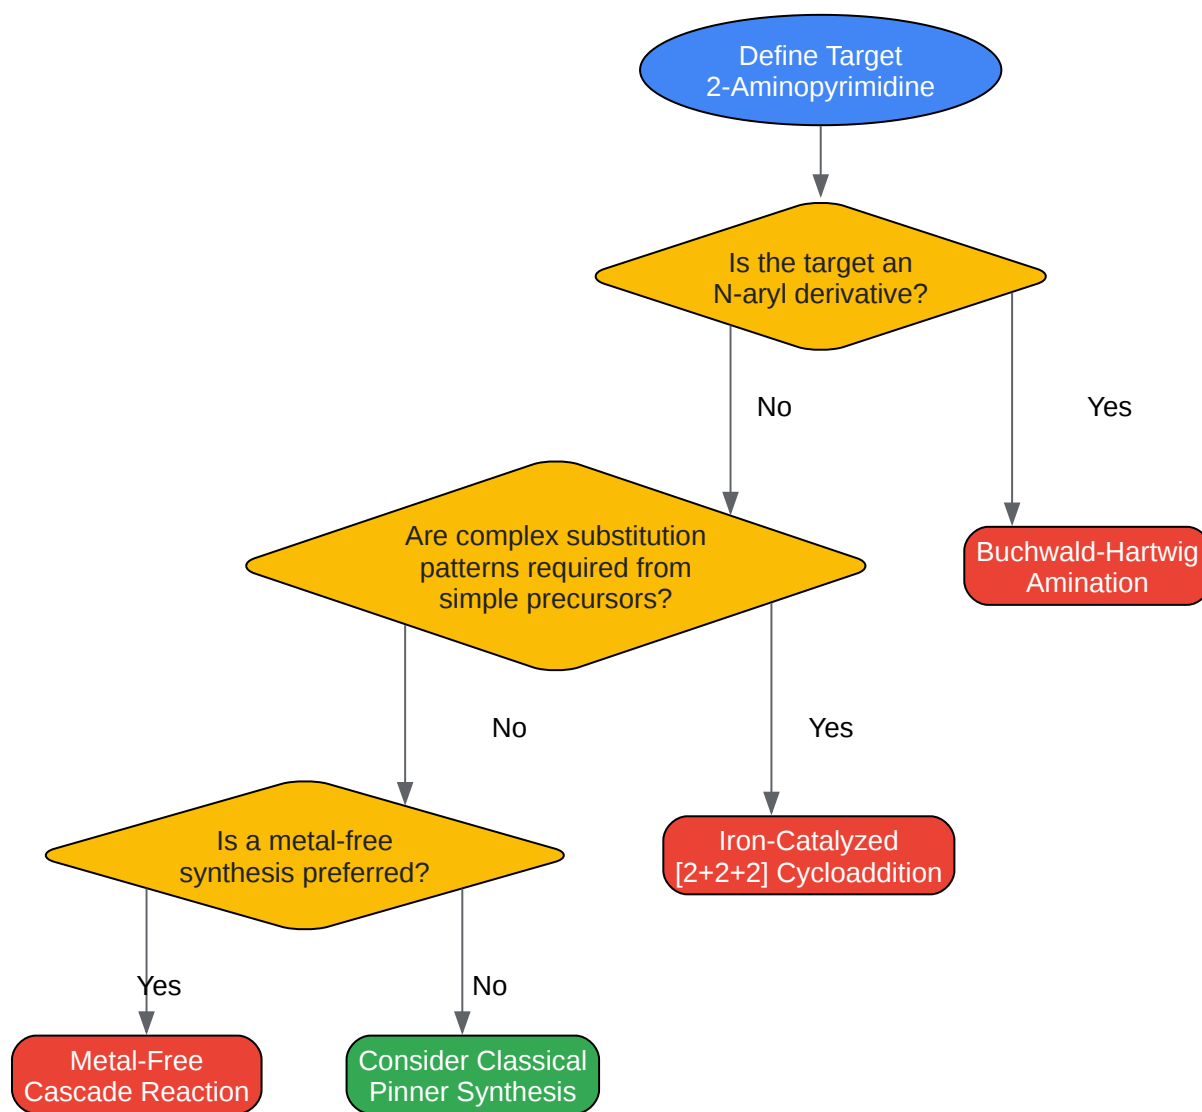 Define Target
2-Aminopyrimidine
Is the target an
N-aryl derivative?
No
Yes
Are complex substitution
patterns required from
simple precursors?
Buchwald-Hartwig
Amination
No
Yes
Is a metal-free
synthesis preferred?
Iron-Catalyzed
[2+2+2] Cycloaddition
Yes
No
Metal-Free
Cascade Reaction
Consider Classical
Pinner Synthesis